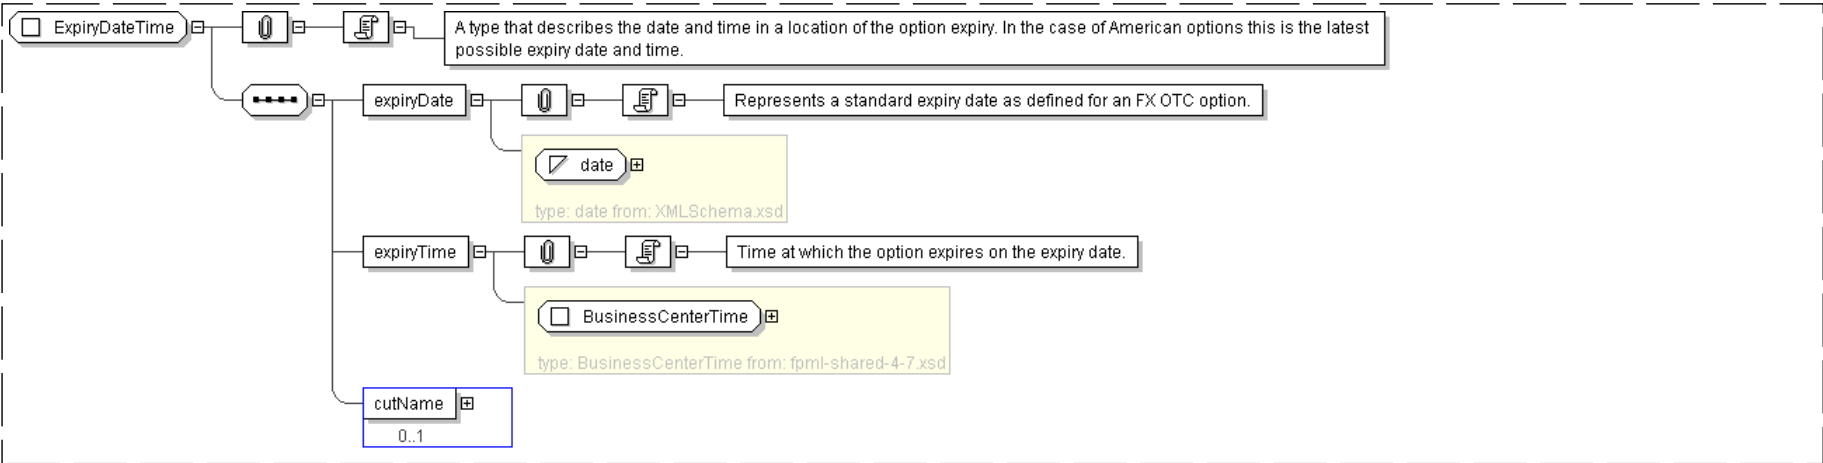 ExpiryDateTime
A type that describes the date and time in a location of the option expiry. In the case of American options this is the latest
possible expiry date and time.
expiryDate
Represents a standard expiry date as defined for an FX OTC option.
date
type: date from: XMLSchema.xsd
expiryTime
Time at which the option expires on the expiry date.
BusinessCenterTime
type: BusinessCenterTime from: fpml-shared-4-7.xsd
cutName
0..1